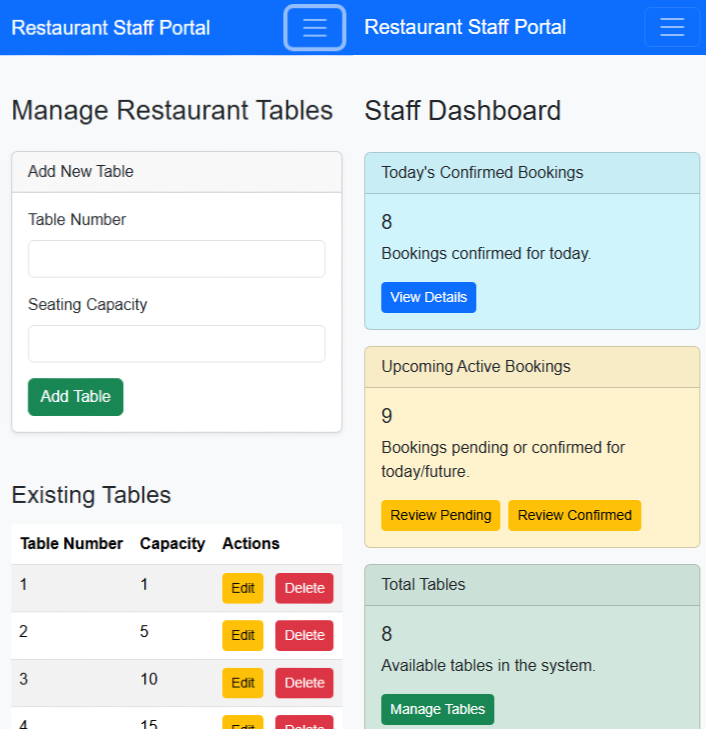 Restaurant Staff Portal
Manage Restaurant Tables
Add New Table
Table Number
Seating Capacity
Add Table
Existing Tables
Table Number Capacity Actions
1 1 Edit Delete
2 5 Edit Delete
3 10 Edit Delete
4 15 Edit Delete
Restaurant Staff Portal
Staff Dashboard
Today's Confirmed Bookings
8
Bookings confirmed for today.
View Details
Upcoming Active Bookings
9
Bookings pending or confirmed for
today/future.
Review Pending Review Confirmed
Total Tables
8
Available tables in the system.
Manage Tables